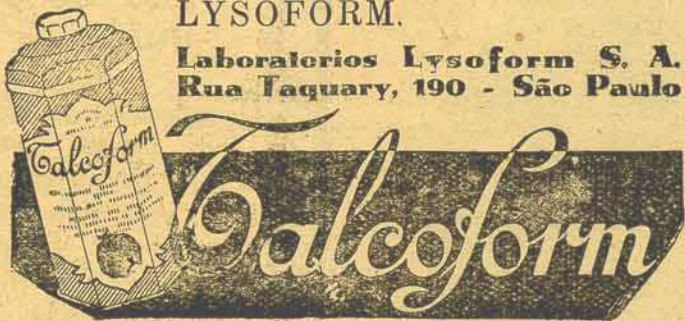 LYSOFORM.
Laboratorios Lysoform S. A.
Rua Taquary, 190 - São Paulo
Talcoform
Talcoform